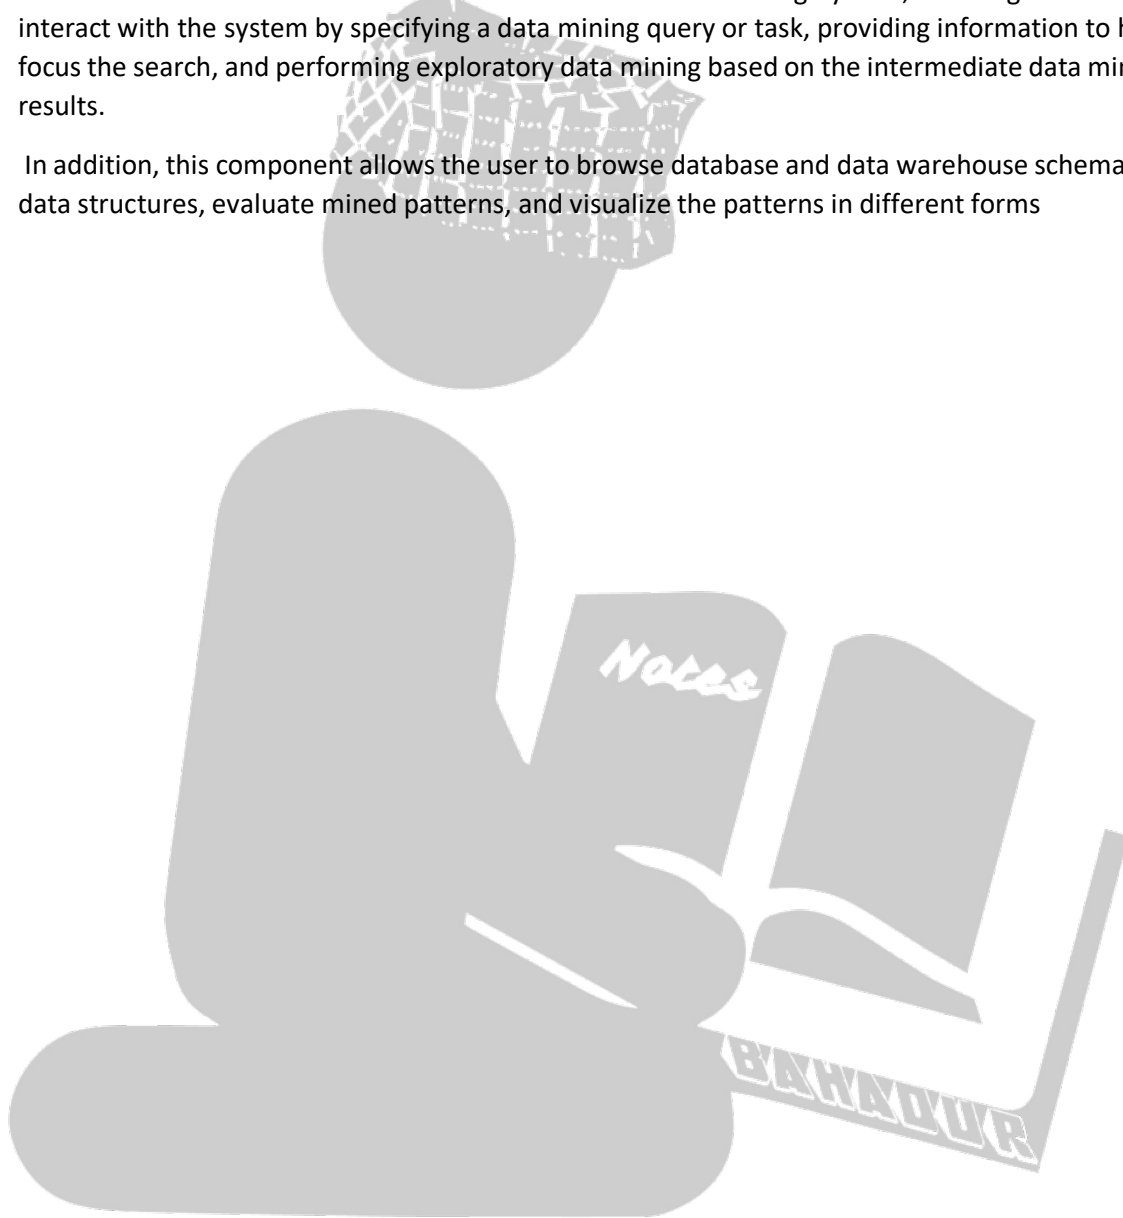 interact with the system by specifying a data mining query or task, providing information to
focus the search, and performing exploratory data mining based on the intermediate data
results.
In addition, this component allows the user to browse database and data warehouse
data structures, evaluate mined patterns, and visualize the patterns in different forms
Notes
BAHADUR